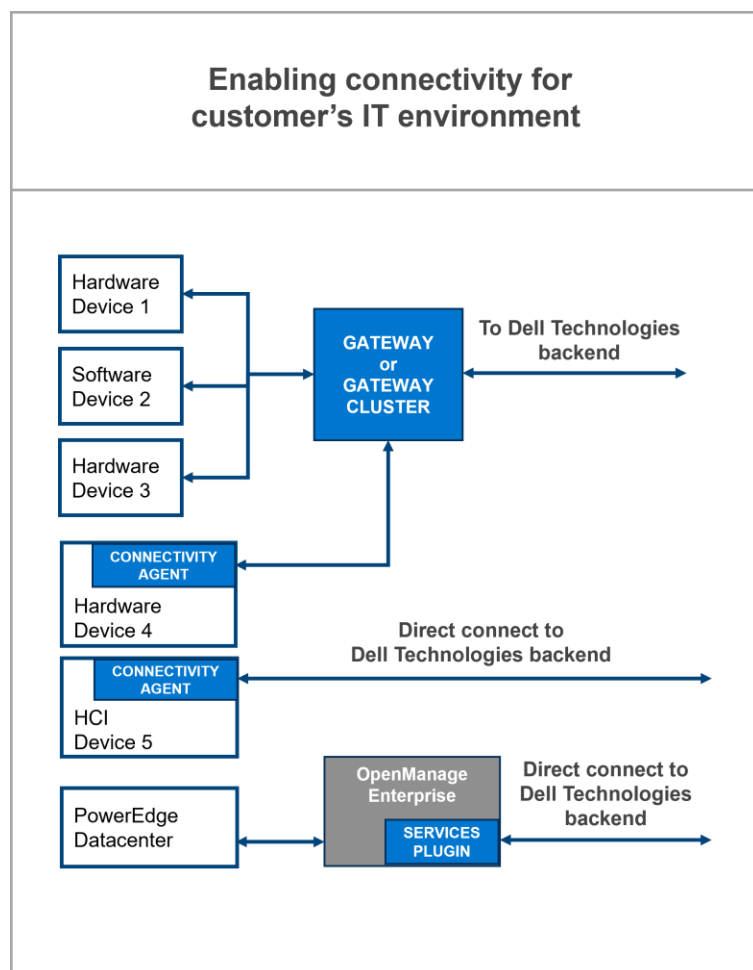 Enabling connectivity for
customer's IT environment
Hardware
Device 1
Software
Device 2
Hardware
Device 3
GATEWAY
or
GATEWAY
CLUSTER
To Dell Technologies
backend
CONNECTIVITY
AGENT
Hardware
Device 4
CONNECTIVITY
AGENT
HCI
Device 5
Direct connect to
Dell Technologies backend
PowerEdge
Datacenter
OpenManage
Enterprise
SERVICES
PLUGIN
Direct connect to
Dell Technologies
backend